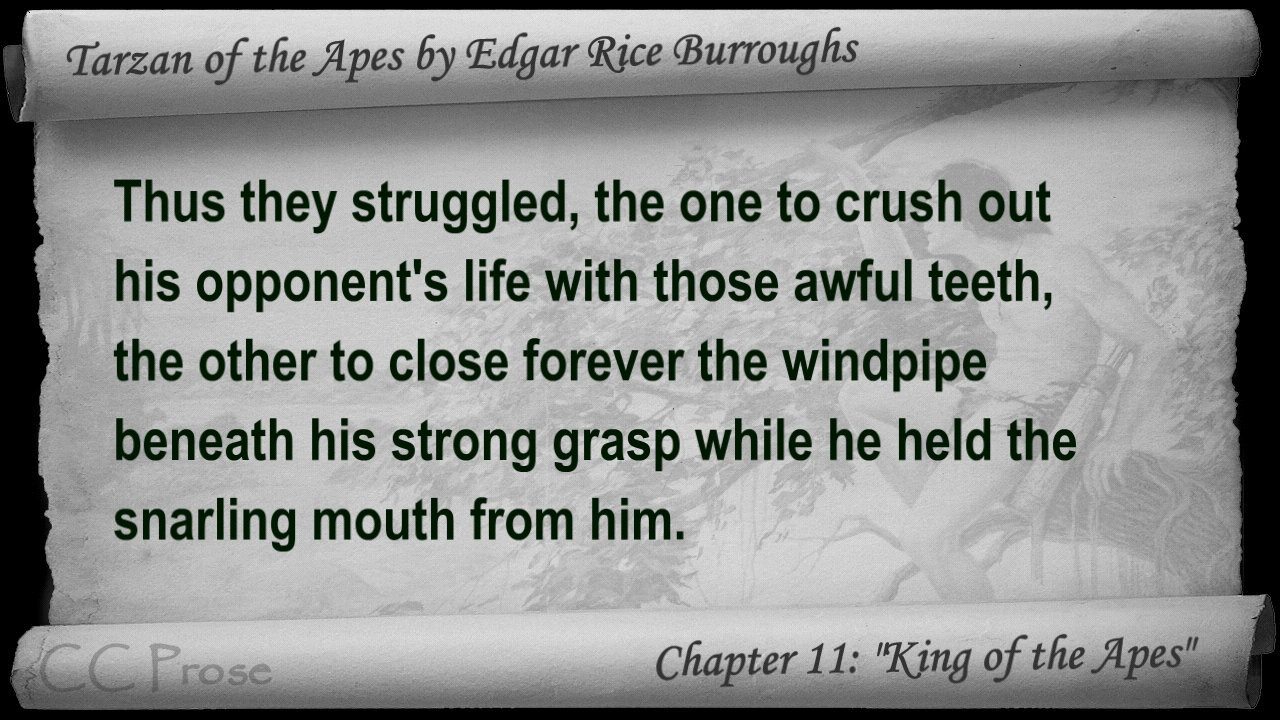 Tarzan of the Apes by Edgar Rice Burroughs
Thus they struggled, the one to crush out
his opponent's life with those awful teeth,
the other to close forever the windpipe
beneath his strong grasp while he held the
snarling mouth from him.
CC Prose
Chapter 11: "King of the Apes"